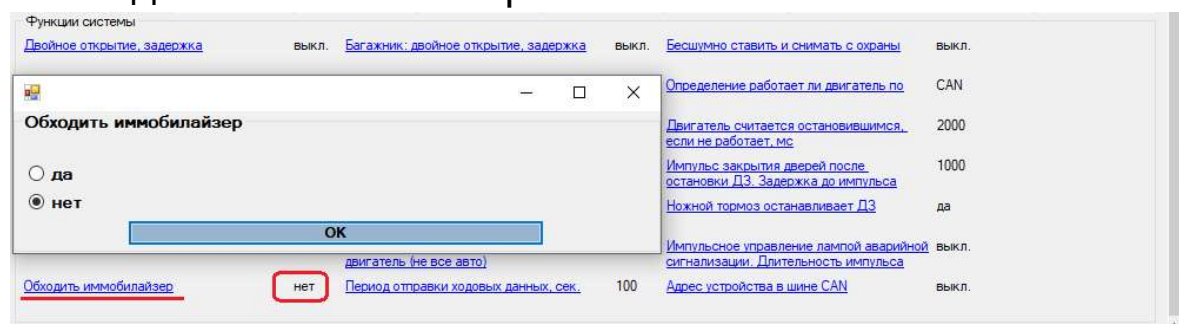 Функции системы
Двойное открытие, задержка выкл. Багажник: двойное открытие, задержка выкл. Бесшумно ставить и снимать с охраны выкл.
Определение работает ли двигатель по CAN
Обходить иммобилайзер
Двигатель считается остановившимся, 2000
если не работает, мс
да
Импульс закрытия дверей после 1000
остановки ДЗ. Задержка до импульса
нет
Ножной тормоз останавливает ДЗ да
OK
Импульсное управление лампой аварийной выкл.
двигатель (не все авто) сигнализации. Длительность импульса
Обходить иммобилайзер нет Период отправки ходовых данных, сек. 100 Адрес устройства в шине CAN выкл.